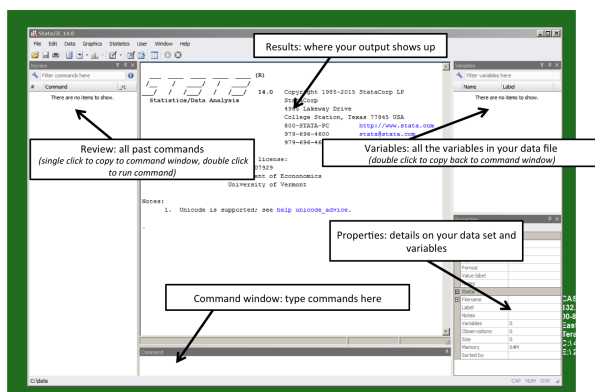 Stata/IC 14.0
File Edit Data Graphics Statistics User Window Help
Review
Filter commands here
# Command _rc
There are no items to show.
Results: where your output shows up
(R)
14.0 Copyright 1985-2015 StataCorp LP
Statistics/Data Analysis StataCorp
4905 Lakeway Drive
College Station, Texas 77845 USA
800-STATA-PC http://www.stata.com
979-696-4600 stata@stata.com
979-696-46
Variables
Filter variables here
Name Label
There are no items to show.
Review: all past commands
(single click to copy to command window, double click
to run command)
Variables: all the variables in your data file
(double click to copy back to command window)
license:
07929
ent of Econonomics
University of Vermont
Notes:
1. Unicode is supported; see help unicode_advice.
.
Properties: details on your data set and
variables
Format
Value label
Data
Filename
Label
Notes
Variables 0
Observations 0
Size 0
Memory 64M
Sorted by
Command window: type commands here
Command
C:\data
CAP NUM OVR